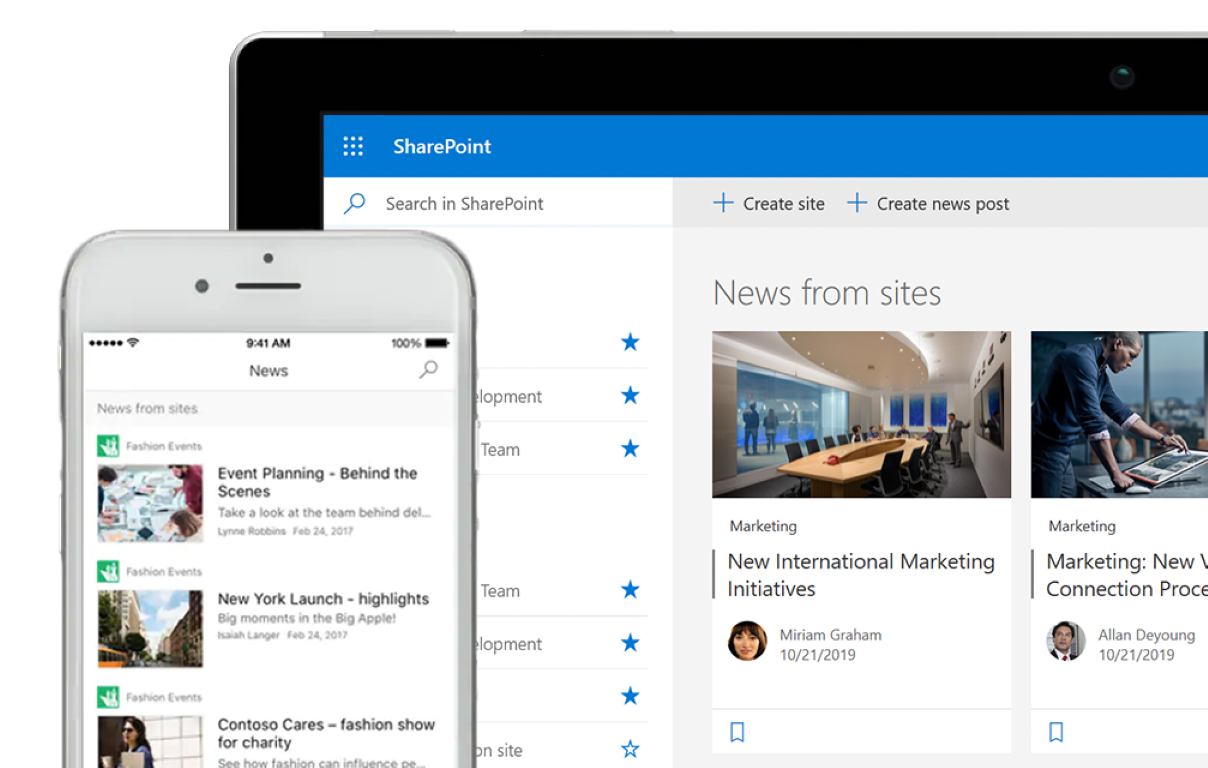 SharePoint
Search in SharePoint
Create site
Create news post
News from sites
elopment
Team
Team
elopment
on site
Marketing
New International Marketing
Initiatives
Miriam Graham
10/21/2019
Marketing
Marketing: New V
Connection Proce
Allan Deyoung
10/21/2019
9:41 AM
100%
News
News from sites
Fashion Events
Event Planning - Behind the
Scenes
Take a look at the team behind del...
Lynne Robbins Feb 24, 2017
Fashion Events
New York Launch - highlights
Big moments in the Big Apple!
Isaiah Langer Feb 24, 2017
Fashion Events
Contoso Cares – fashion show
for charity
See how fashion can influence pe...